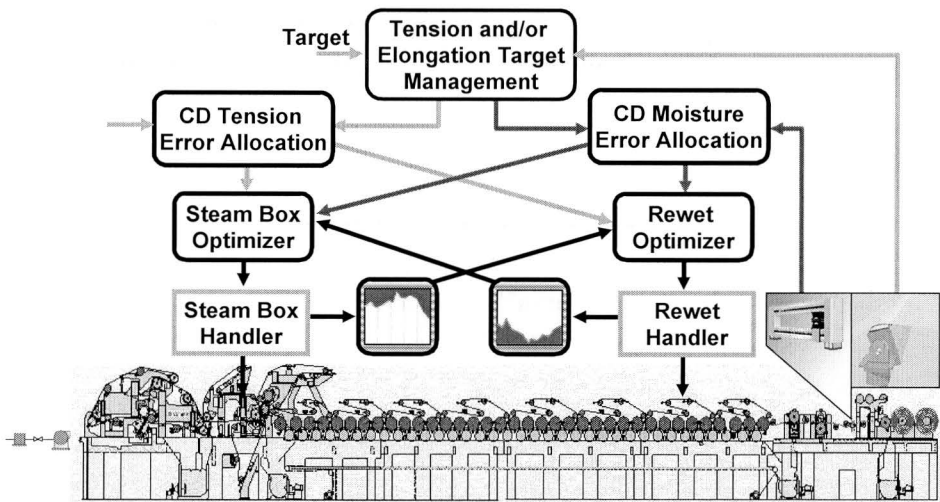 Target
Tension and/or
Elongation Target
Management
CD Tension
Error Allocation
CD Moisture
Error Allocation
Steam Box
Optimizer
Rewet
Optimizer
Steam Box
Handler
Rewet
Handler